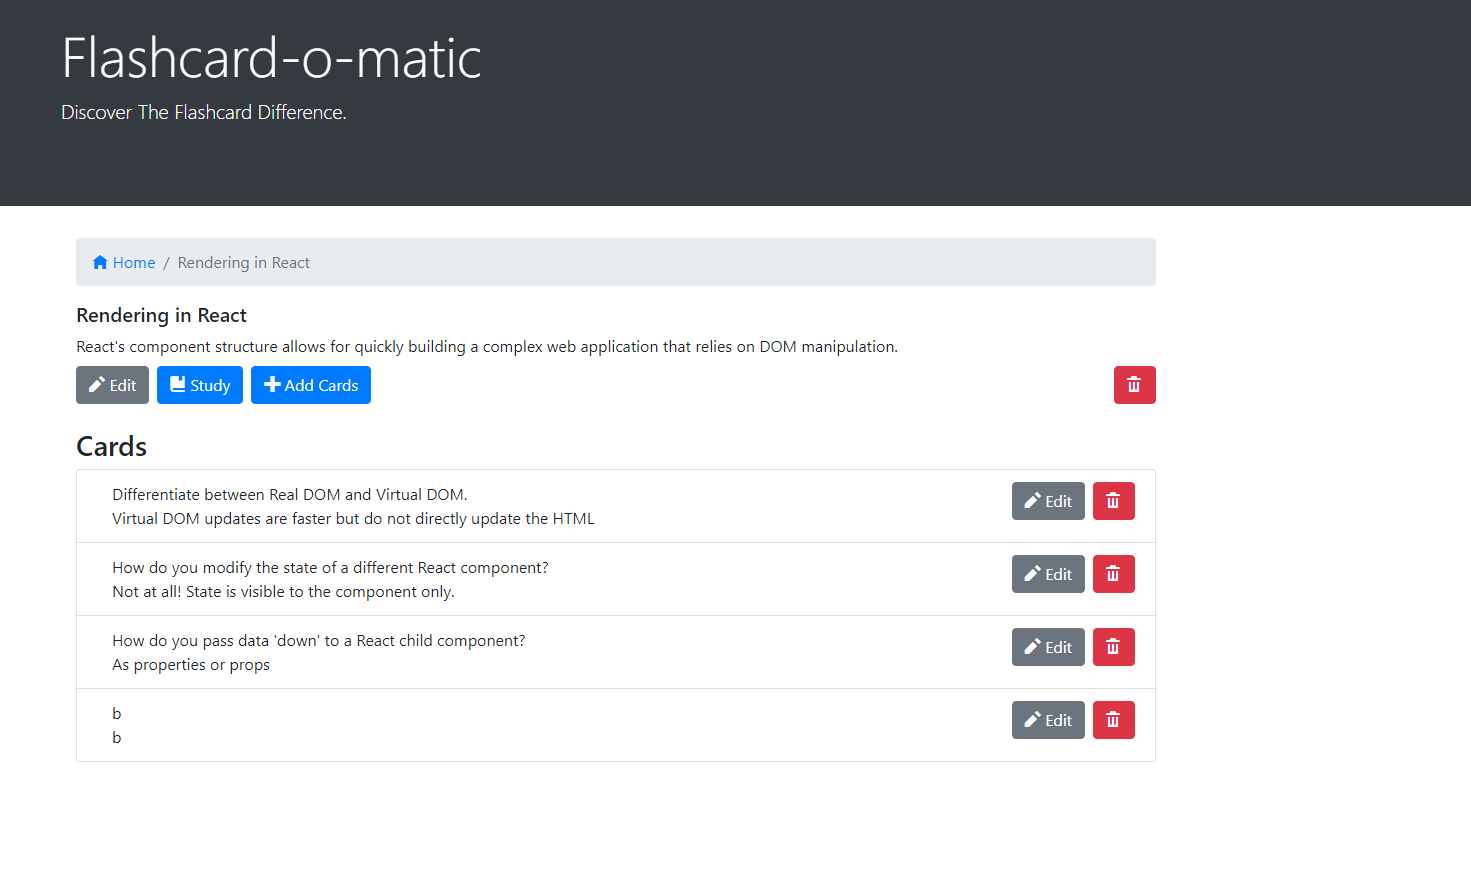 Flashcard-o-matic
Discover The Flashcard Difference.
Home / Rendering in React
Rendering in React
React's component structure allows for quickly building a complex web application that relies on DOM manipulation.
Edit Study Add Cards
Cards
Differentiate between Real DOM and Virtual DOM.
Virtual DOM updates are faster but do not directly update the HTML
Edit
How do you modify the state of a different React component?
Not at all! State is visible to the component only.
Edit
How do you pass data 'down' to a React child component?
As properties or props
Edit
b
b
Edit